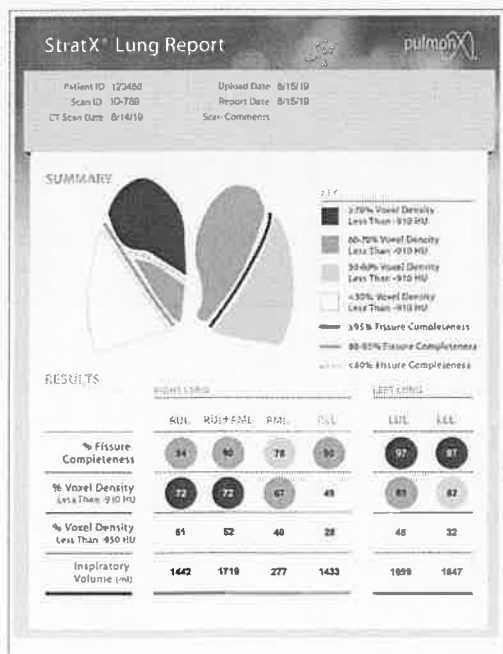 StratX® Lung Report
pulmonx
Patient ID 123456 Upload Date 8/15/19
Scan ID ID-789 Report Date 8/15/19
CT Scan Date 8/14/19 Scan Comments
SUMMARY
KEY
≥70% Voxel Density
Less Than -910 HU
60-70% Voxel Density
Less Than -910 HU
50-60% Voxel Density
Less Than -910 HU
<50% Voxel Density
Less Than -910 HU
≥95% Fissure Completeness
80-95% Fissure Completeness
<80% Fissure Completeness
RESULTS
RIGHT LUNG LEFT LUNG
RUL RUL+RML RML RLL LUL LLL
% Fissure
Completeness
84 90 78 92 97 97
% Voxel Density
Less Than -910 HU
72 72 67 49 62
% Voxel Density
Less Than -950 HU
51 52 40 28 45 32
Inspiratory
Volume (ml)
1442 1719 277 1433 1699 1647